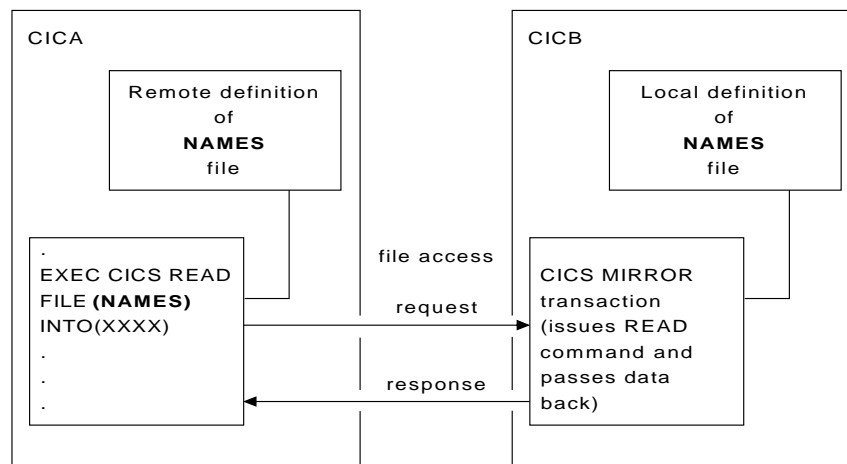 CICA
Remote definition
of
NAMES
file
.
EXEC CICS READ
FILE (NAMES)
INTO(XXXX)
.
.
.
file access
request
response
CICB
Local definition
of
NAMES
file
CICS MIRROR
transaction
(issues READ
command and
passes data
back)